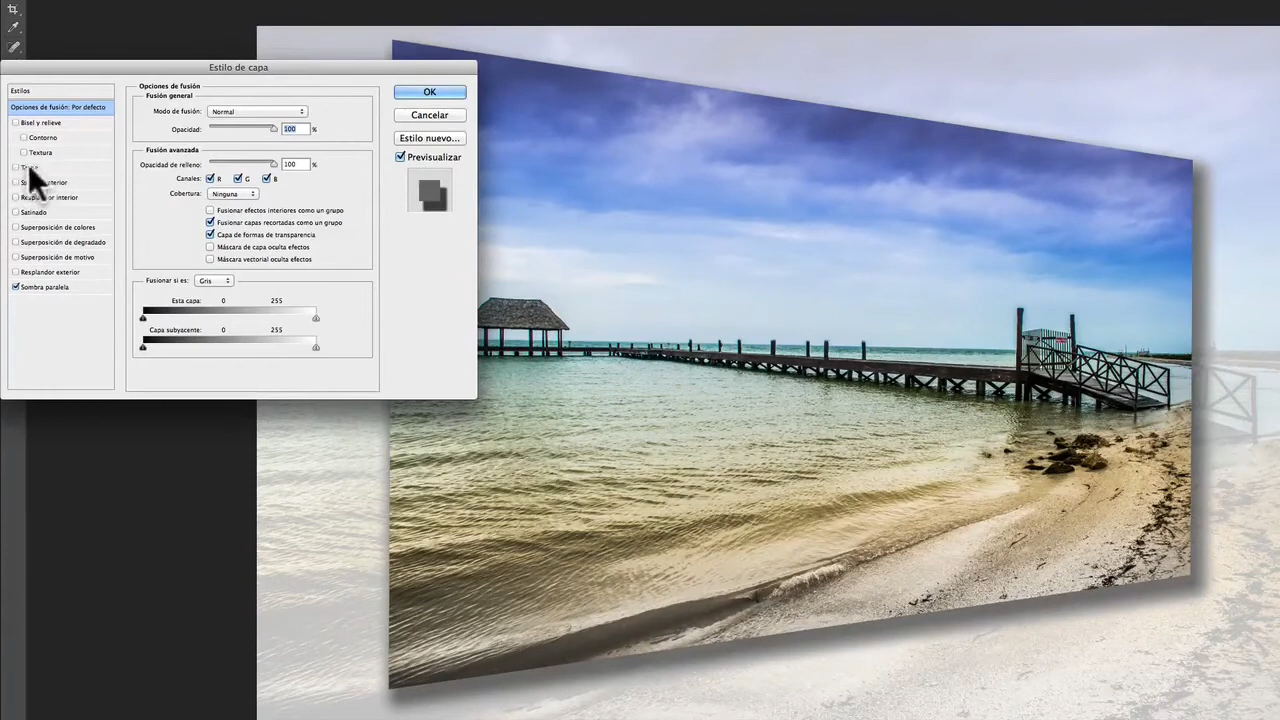 Estilo de capa
Estilos
Opciones de fusión: Por defecto
Bisel y relieve
Contorno
Textura
Satinado
Superposición de colores
Superposición de degradado
Superposición de motivo
Resplandor exterior
Sombra paralela
Opciones de fusión
Fusión general
Modo de fusión: Normal
Opacidad: 100 %
Fusión avanzada
Opacidad de relleno: 100 %
Canales: R G B
Cobertura: Ninguna
Fusionar efectos interiores como un grupo
Fusionar capas recortadas como un grupo
Capa de formas de transparencia
Máscara de capa oculta efectos
Máscara vectorial oculta efectos
Fusionar si es: Gris
Esta capa: 0 255
Capa subyacente: 0 255
OK
Cancelar
Estilo nuevo...
Previsualizar